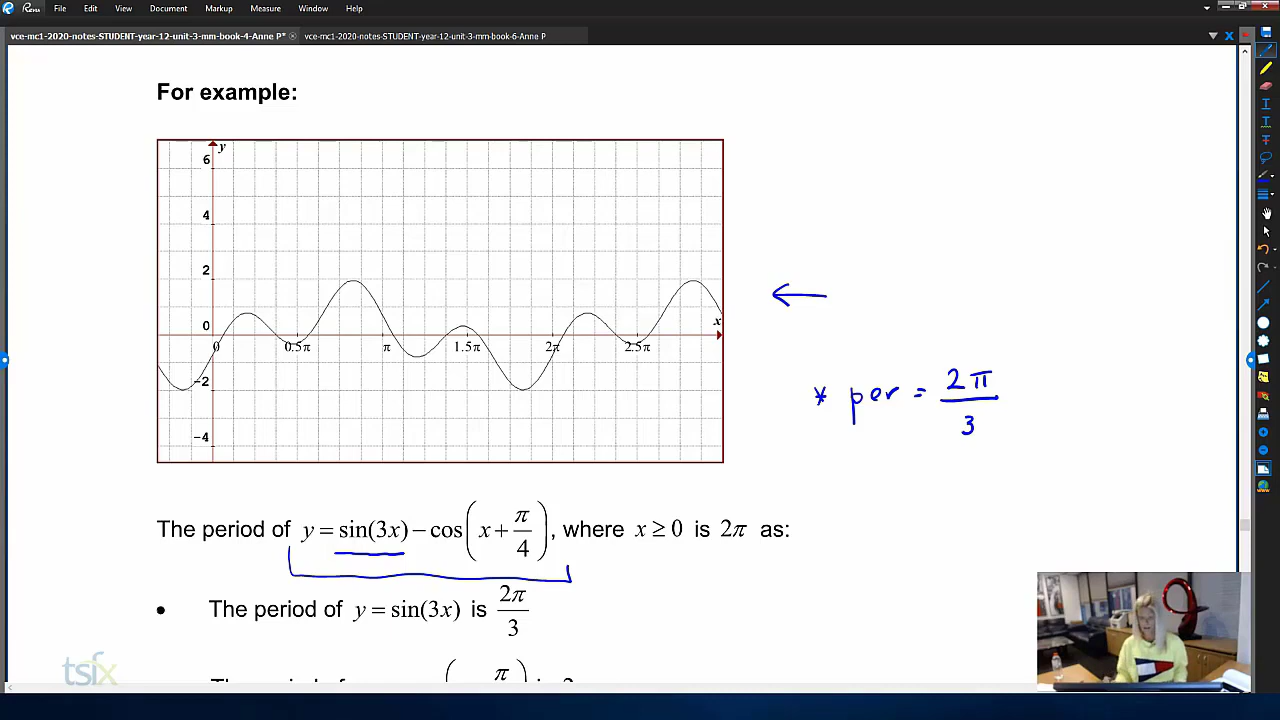 File Edit View Document Markup Measure Window Help
vce-mc1-2020-notes-STUDENT-year-12-unit-3-mm-book-4-Anne P* vce-mc1-2020-notes-STUDENT-year-12-unit-3-mm-book-6-Anne P
For example:
y
6
4
2
0
x
0 0.5π π 1.5π 2π 2.5π
−2
−4
* per = 2π/3
The period of y = sin(3x) − cos(x + π/4), where x ≥ 0 is 2π as:
• The period of y = sin(3x) is 2π/3
tsfx